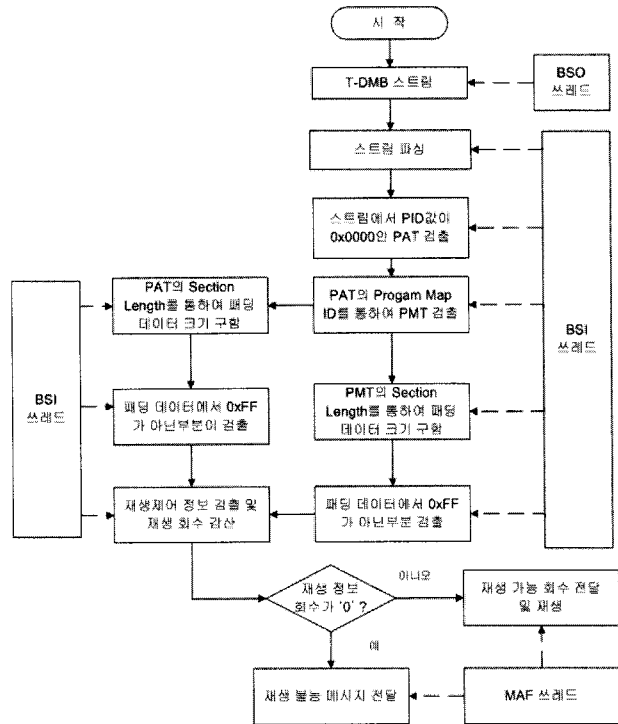 시 작
T-DMB 스트림
BSO
쓰레드
스트림 파싱
스트림에서 PID값이
0x0000인 PAT 검출
PAT의 Section
Length를 통하여 패딩
데이터 크기 구함
PAT의 Progam Map
ID를 통하여 PMT 검출
BSI
쓰레드
BSI
쓰레드
패딩 데이터에서 0xFF
가 아닌부분이 검출
PMT의 Section
Length를 통하여 패딩
데이터 크기 구함
재생제어 정보 검출 및
재생 회수 감산
패딩 데이터에서 0xFF
가 아닌부분 검출
재생 정보
회수가 '0' ?
아니오
재생 가능 회수 전달
및 재생
예
재생 불능 메시지 전달
MAF 쓰레드